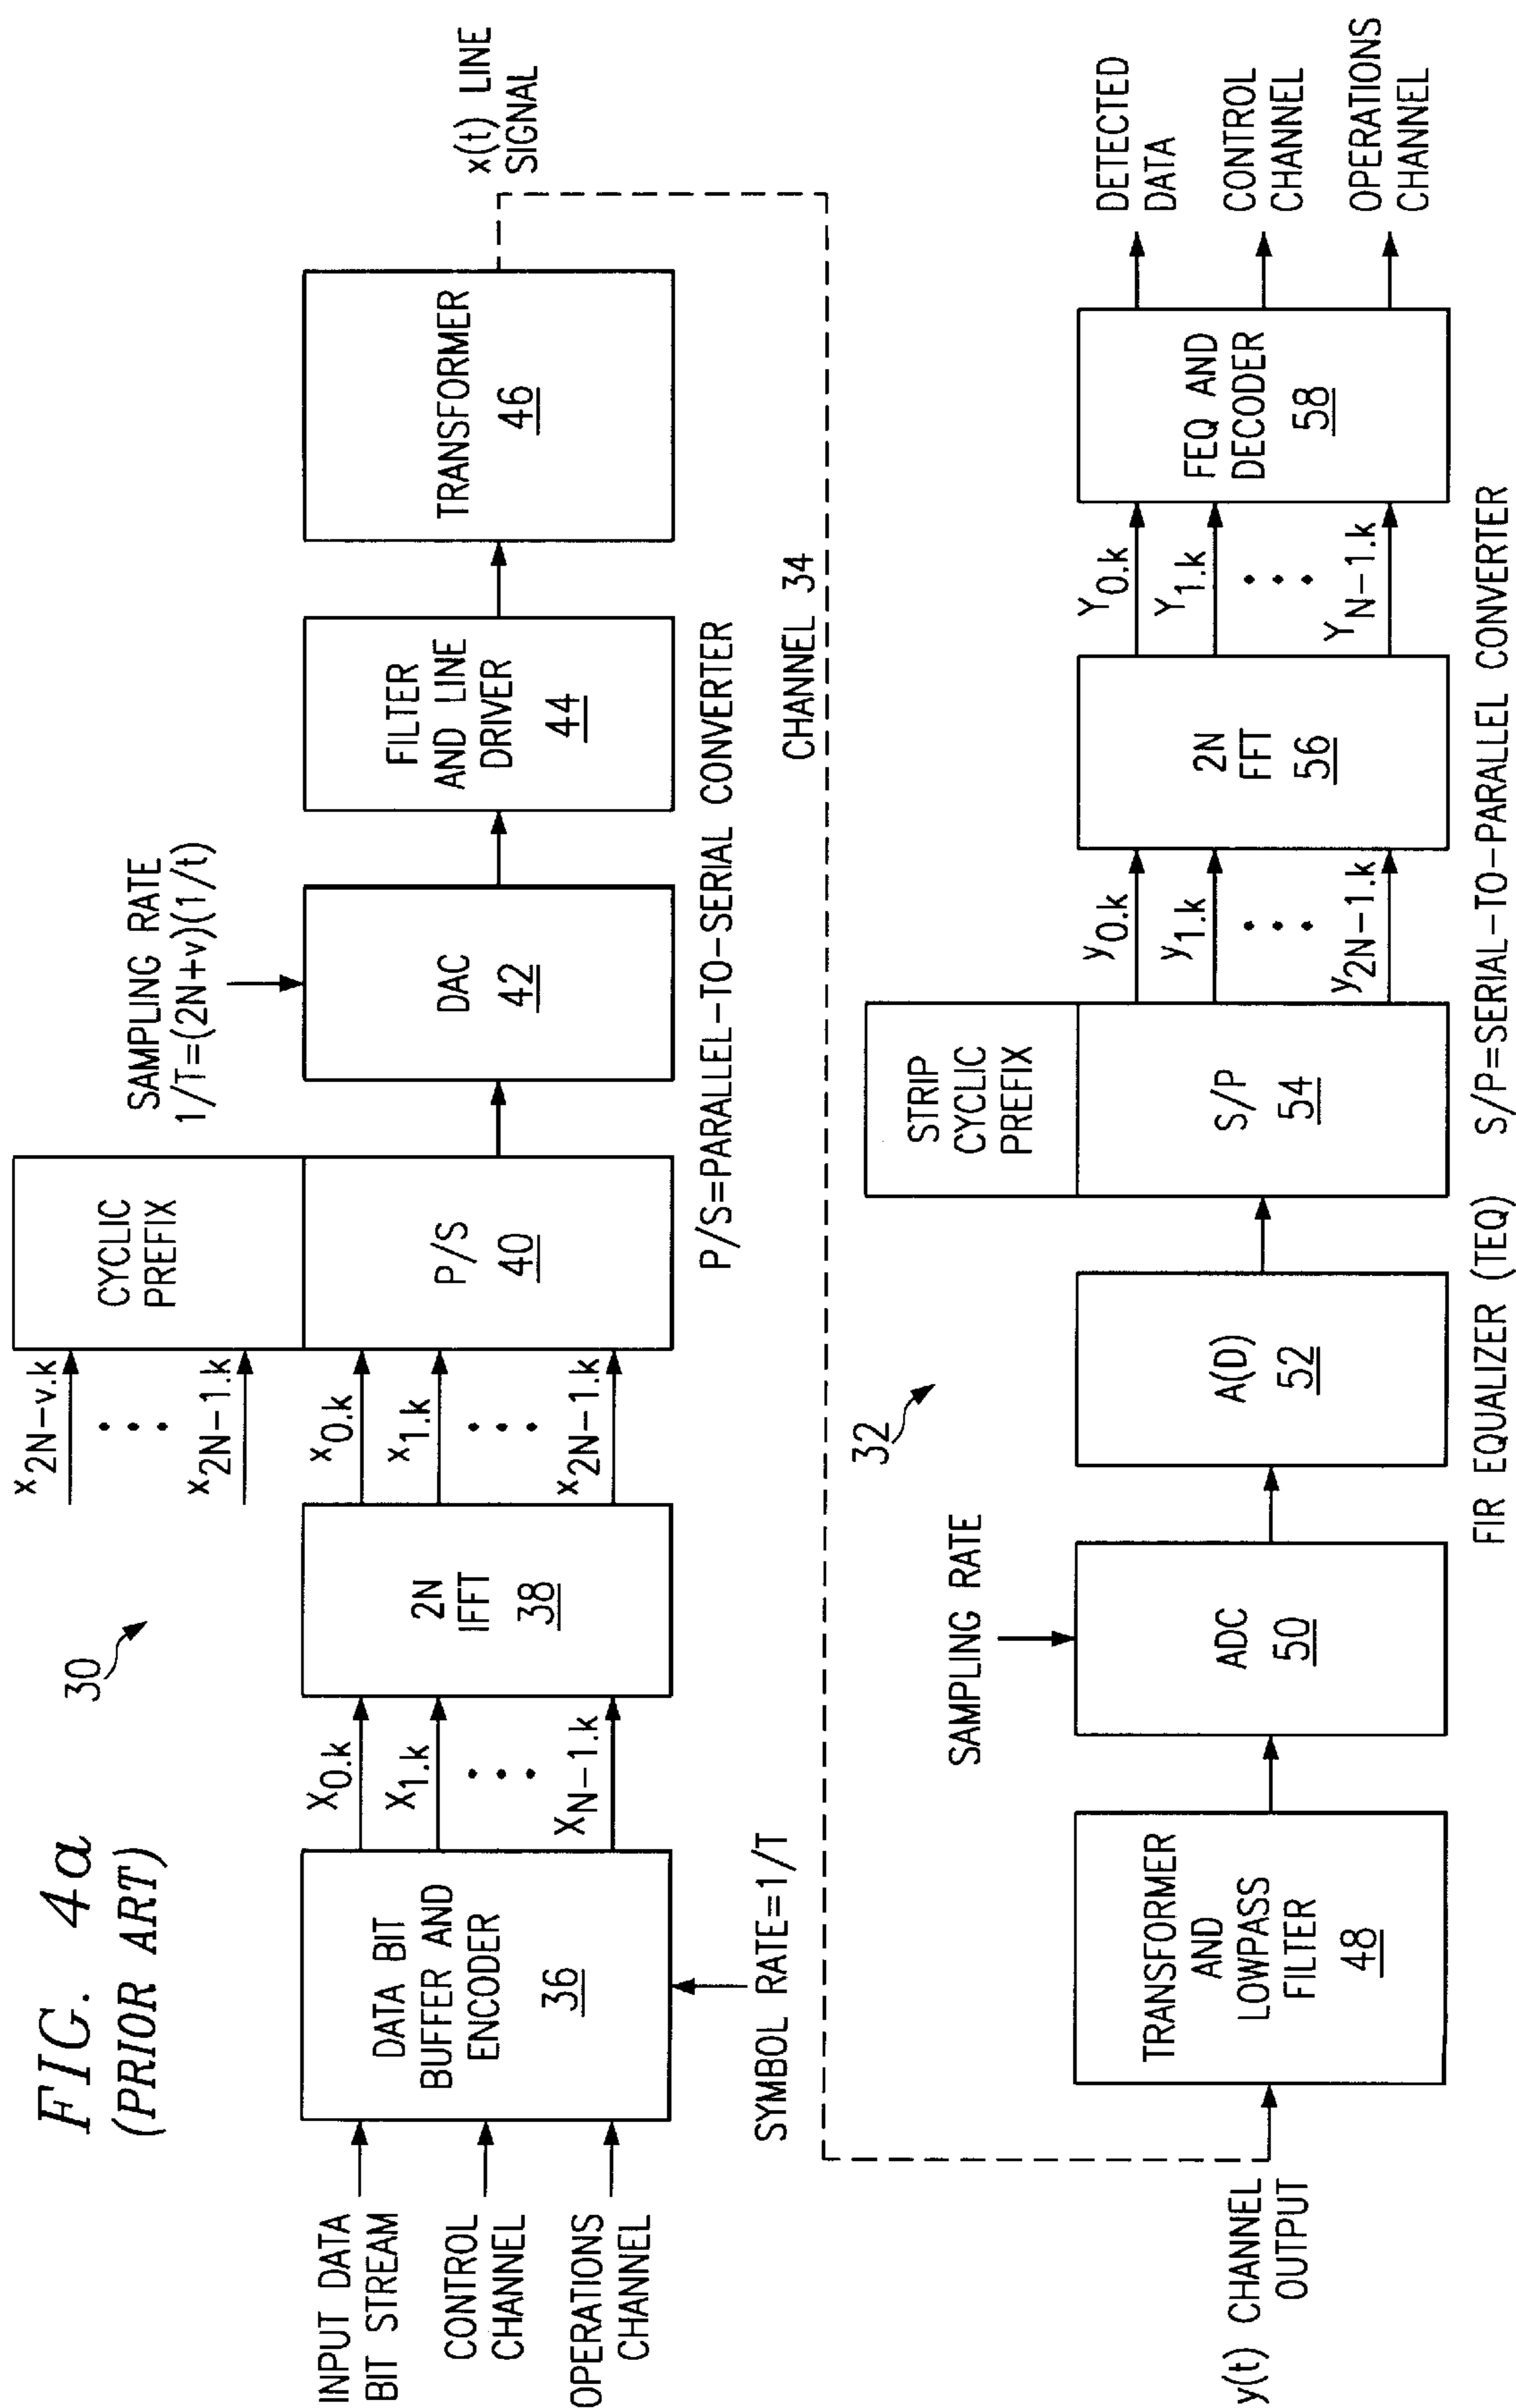 FIG. 4a
(PRIOR ART)
30
INPUT DATA
BIT STREAM
CONTROL
CHANNEL
OPERATIONS
CHANNEL
DATA BIT
BUFFER AND
ENCODER
36
SYMBOL RATE=1/T
X0.k
X1.k
XN-1.k
2N
IFFT
38
x2N-v.k
x2N-1.k
x0.k
x1.k
x2N-1.k
CYCLIC
PREFIX
P/S
40
SAMPLING RATE
1/T=(2N+v)(1/t)
DAC
42
FILTER
AND LINE
DRIVER
44
TRANSFORMER
46
x(t) LINE
SIGNAL
P/S=PARALLEL-TO-SERIAL CONVERTER
CHANNEL 34
32
y(t) CHANNEL
OUTPUT
TRANSFORMER
AND
LOWPASS
FILTER
48
SAMPLING RATE
ADC
50
A(D)
52
FIR EQUALIZER (TEQ)
STRIP
CYCLIC
PREFIX
S/P
54
S/P=SERIAL-TO-PARALLEL CONVERTER
y0.k
y1.k
y2N-1.k
2N
FFT
56
Y0.k
Y1.k
YN-1.k
FEQ AND
DECODER
58
DETECTED
DATA
CONTROL
CHANNEL
OPERATIONS
CHANNEL